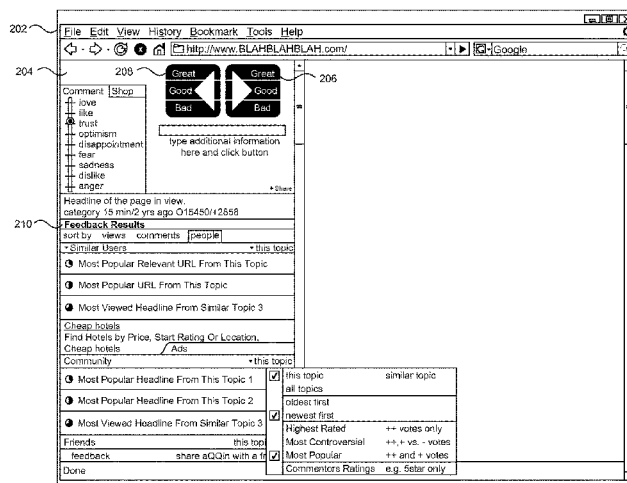 202
File Edit View History Bookmark Tools Help
http://www.BLAHBLAHBLAH.com/ G Google
204
208
206
Great Great
Good Good
Bad Bad
Comment Shop
love
like
trust
optimism
disappointment
fear
sadness
dislike
anger
type additional information
here and click button
Share
Headline of the page in view.
category 15 min/2 yrs ago O15450/+2858
210
Feedback Results
sort by views comments people
Similar Users this topic
Most Popular Relevant URL From This Topic
Most Popular URL From This Topic
Most Viewed Headline From Similar Topic 3
Cheap hotels
Find Hotels by Price, Start Rating Or Location.
Cheap hotels Ads
Community this topic
Most Popular Headline From This Topic 1
Most Popular Headline From This Topic 2
Most Viewed Headline From Similar Topic 3
Friends this topi
feedback share aQQin with a fr
Done
this topic similar topic
all topics
oldest first
newest first
Highest Rated ++ votes only
Most Controversial ++,+ vs. - votes
Most Popular ++ and + votes
Commentors Ratings e.g. 5star only